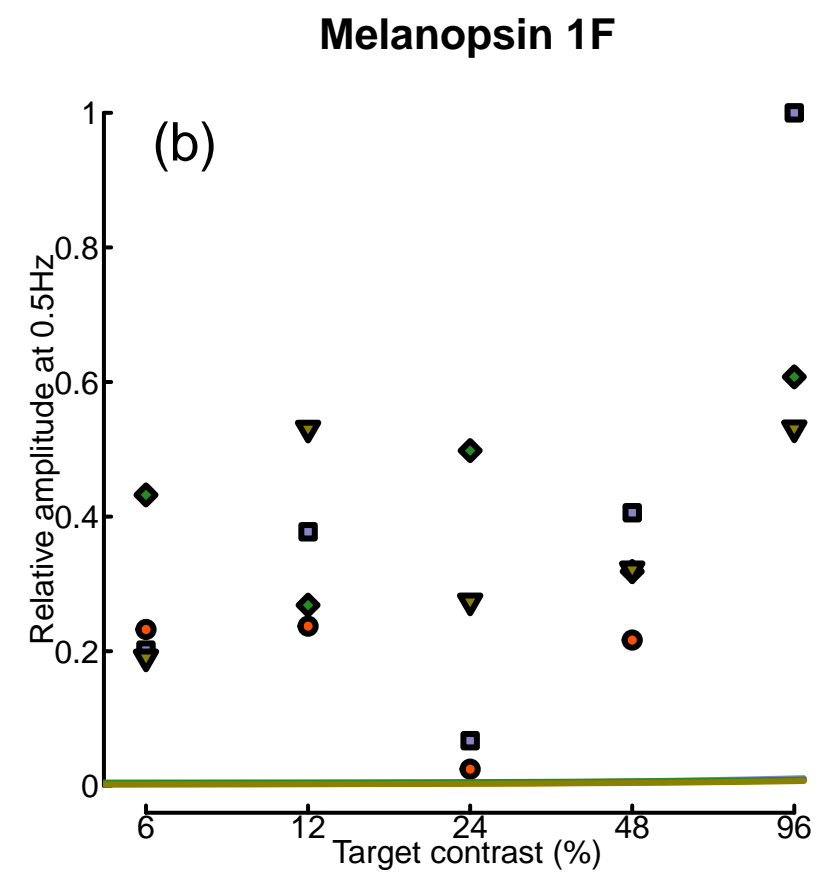 Melanopsin 1F
(b)
Relative amplitude at 0.5Hz
1
0.8
0.6
0.4
0.2
0
6 12 24 48 96
Target contrast (%)